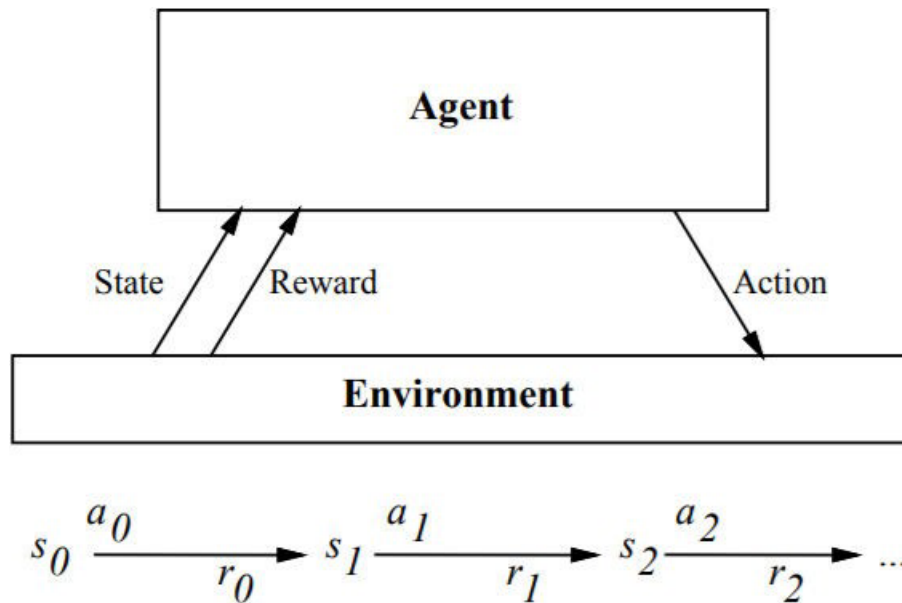 Agent
State Reward Action
Environment
s0 a0 r0 s1 a1 r1 s2 a2 r2 ...